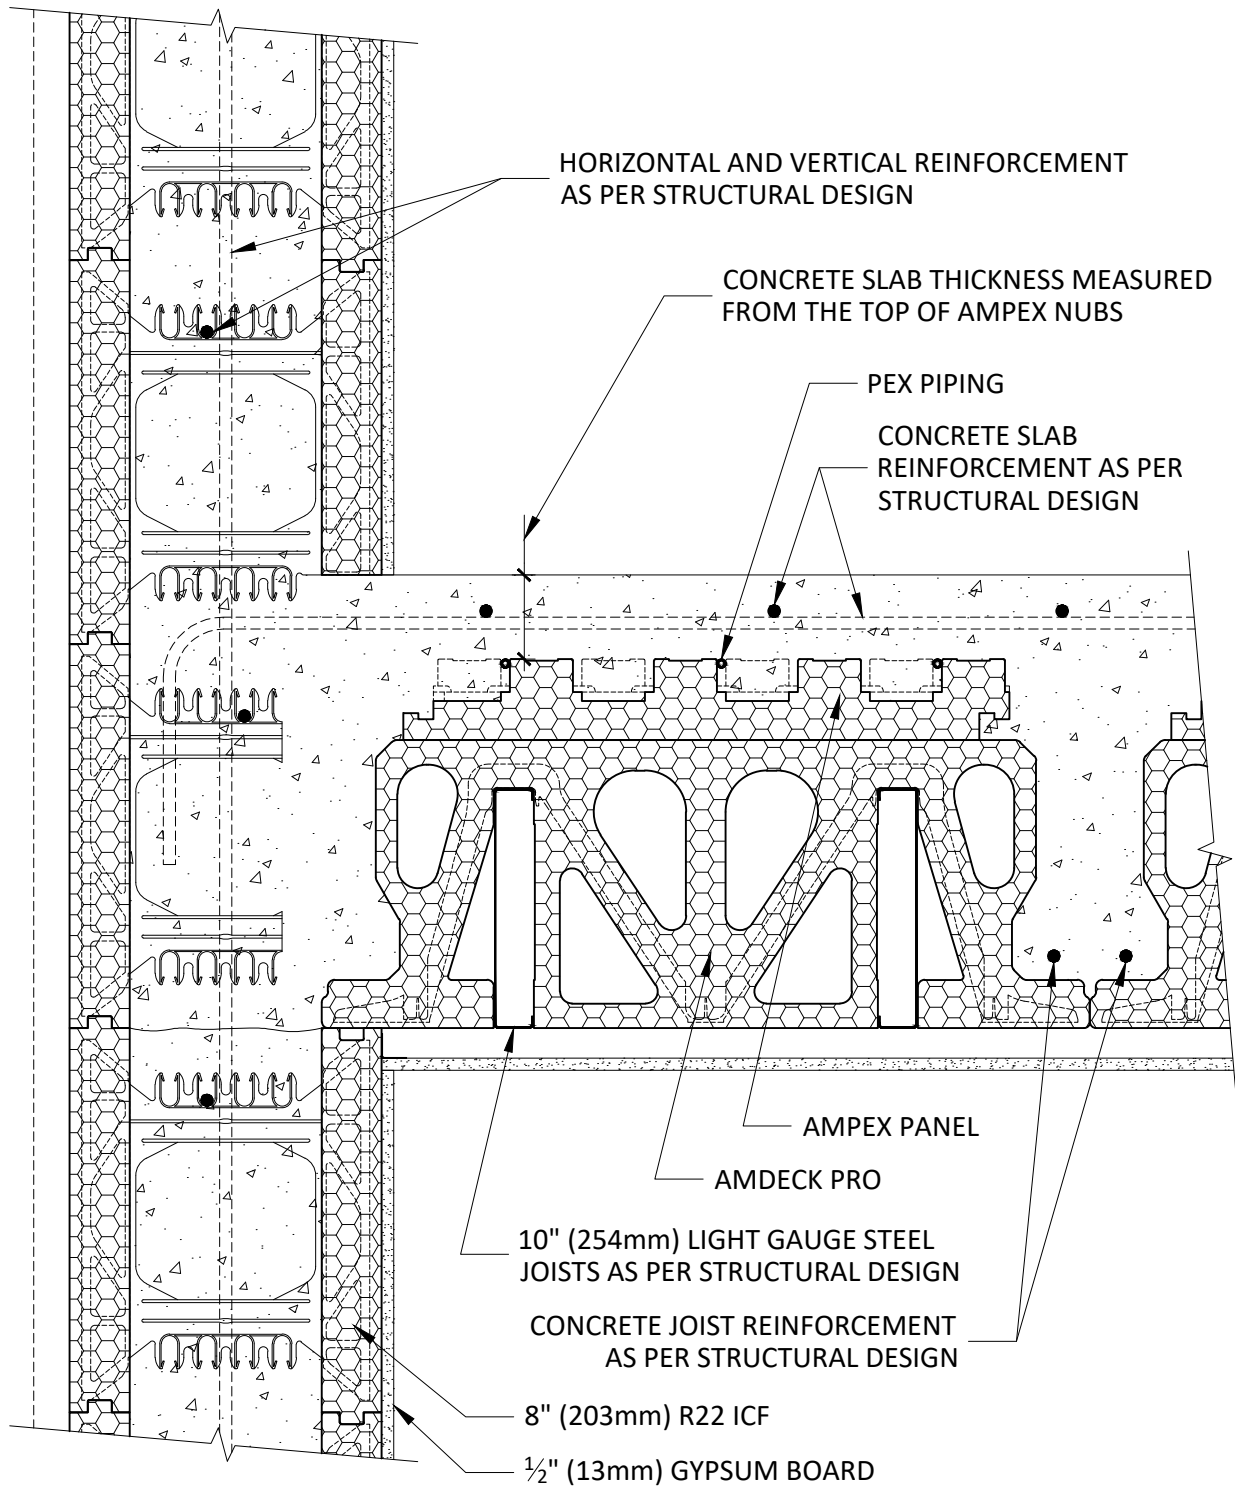 HORIZONTAL AND VERTICAL REINFORCEMENT
AS PER STRUCTURAL DESIGN
CONCRETE SLAB THICKNESS MEASURED
FROM THE TOP OF AMPEX NUBS
PEX PIPING
CONCRETE SLAB
REINFORCEMENT AS PER
STRUCTURAL DESIGN
AMPEX PANEL
AMDECK PRO
10" (254mm) LIGHT GAUGE STEEL
JOISTS AS PER STRUCTURAL DESIGN
CONCRETE JOIST REINFORCEMENT
AS PER STRUCTURAL DESIGN
8" (203mm) R22 ICF
½" (13mm) GYPSUM BOARD